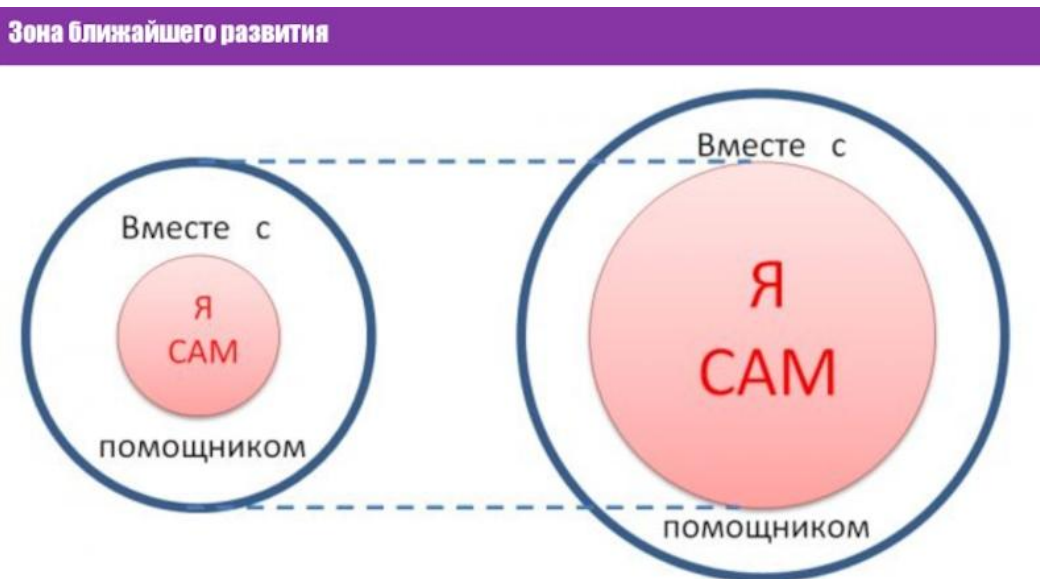 Зона ближайшего развития
Вместе с
Я
САМ
помощником
Вместе с
Я
САМ
помощником